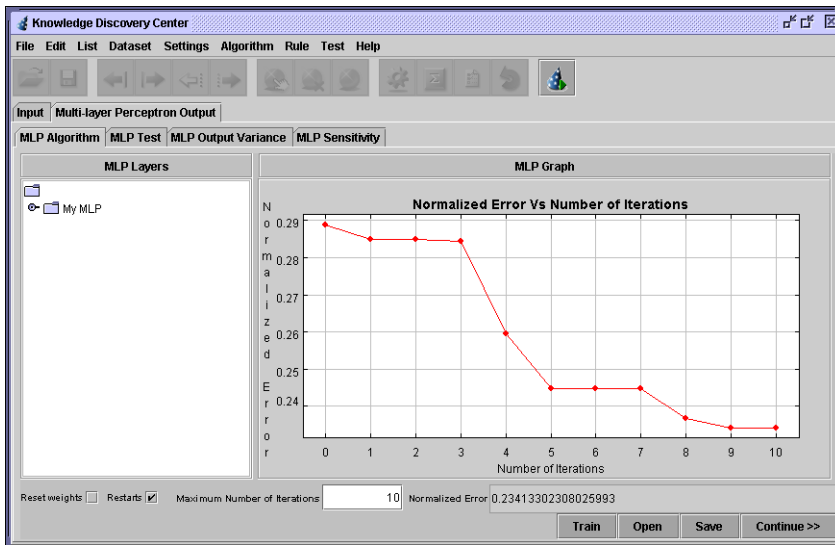 Knowledge Discovery Center
File Edit List Dataset Settings Algorithm Rule Test Help
Input Multi-layer Perceptron Output
MLP Algorithm MLP Test MLP Output Variance MLP Sensitivity
MLP Layers
My MLP
MLP Graph
Normalized Error Vs Number of Iterations
Normalized Error
0.29
0.28
0.27
0.26
0.25
0.24
0 1 2 3 4 5 6 7 8 9 10
Number of Iterations
Reset weights Restarts Maximum Number of Iterations 10 Normalized Error 0.23413302308025993
Train Open Save Continue >>